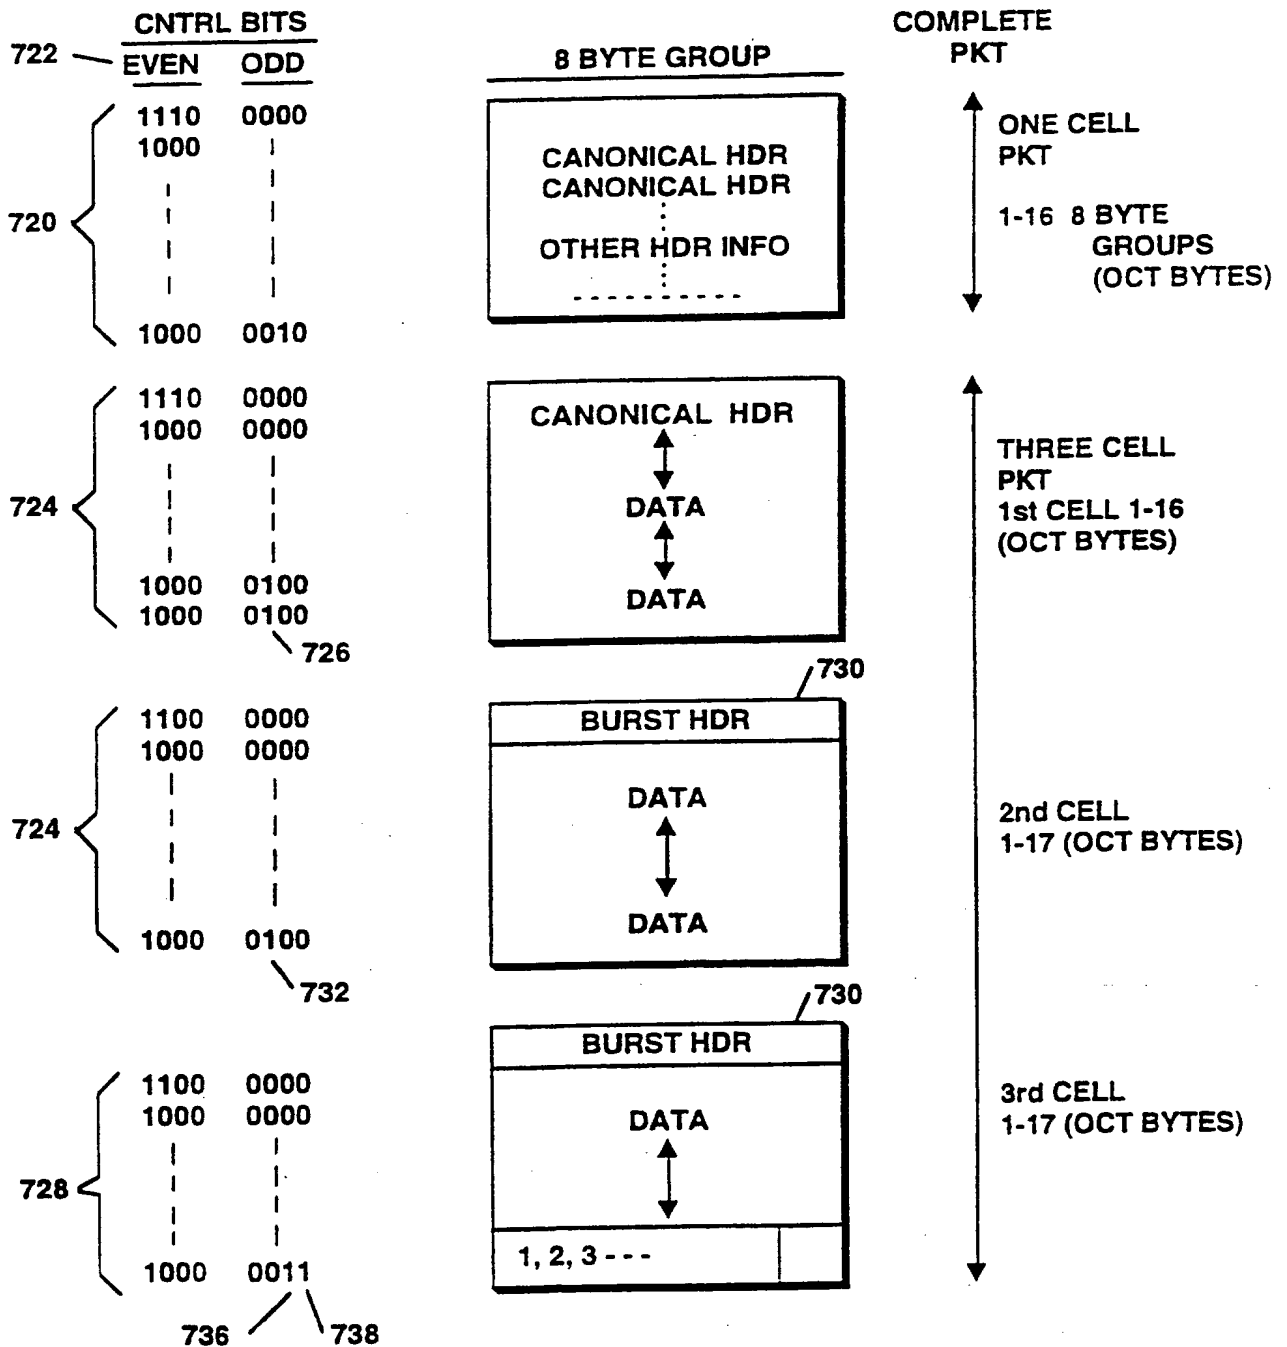 CNTRL BITS
722 EVEN ODD
8 BYTE GROUP
COMPLETE
PKT
720
1110 0000
1000
1000 0010
CANONICAL HDR
CANONICAL HDR
OTHER HDR INFO
ONE CELL
PKT
1-16 8 BYTE
GROUPS
(OCT BYTES)
724
1110 0000
1000 0000
1000 0100
1000 0100
726
CANONICAL HDR
DATA
DATA
THREE CELL
PKT
1st CELL 1-16
(OCT BYTES)
724
1100 0000
1000 0000
1000 0100
732
730
BURST HDR
DATA
DATA
2nd CELL
1-17 (OCT BYTES)
728
1100 0000
1000 0000
1000 0011
736 738
730
BURST HDR
DATA
1, 2, 3 - - -
3rd CELL
1-17 (OCT BYTES)